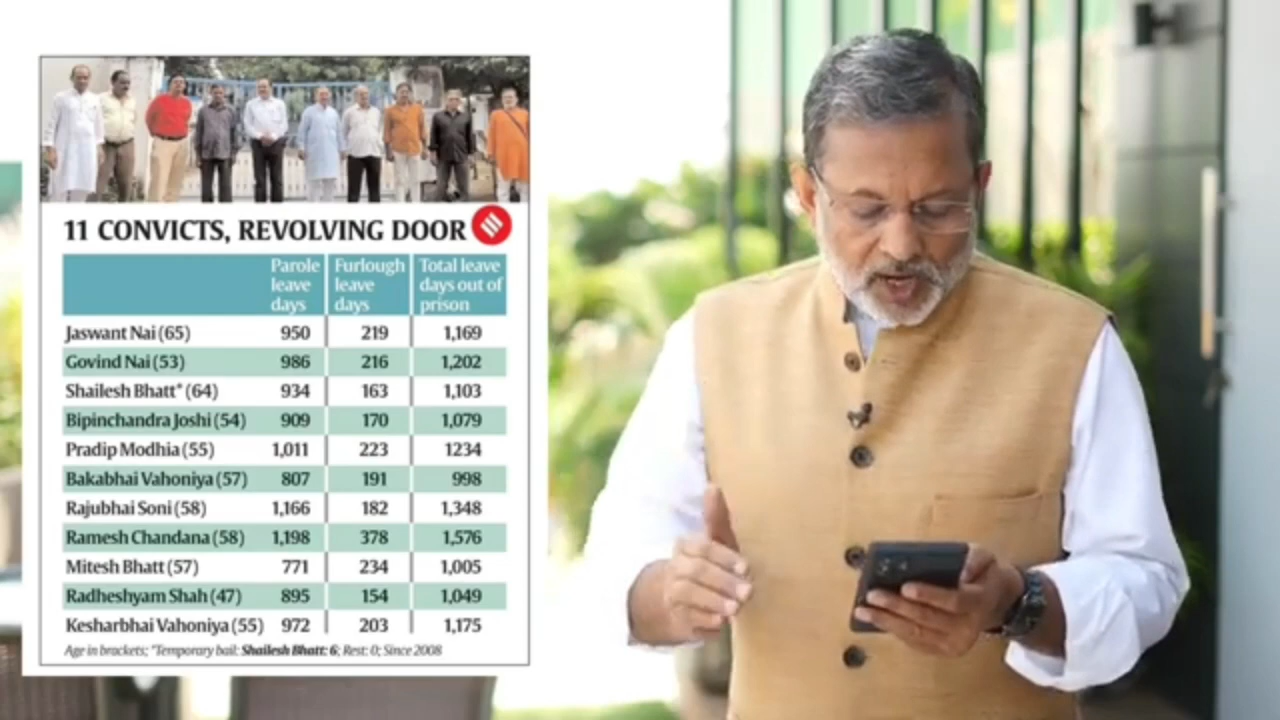 11 CONVICTS, REVOLVING DOOR
Parole leave days Furlough leave days Total leave days out of prison
Jaswant Nai (65) 950 219 1,169
Govind Nai (53) 986 216 1,202
Shailesh Bhatt* (64) 934 163 1,103
Bipinchandra Joshi (54) 909 170 1,079
Pradip Modhia (55) 1,011 223 1234
Bakabhai Vahoniya (57) 807 191 998
Rajubhai Soni (58) 1,166 182 1,348
Ramesh Chandana (58) 1,198 378 1,576
Mitesh Bhatt (57) 771 234 1,005
Radheshyam Shah (47) 895 154 1,049
Kesharbhai Vahoniya (55) 972 203 1,175
Age in brackets; *Temporary bail: Shailesh Bhatt: 6; Rest: 0; Since 2008